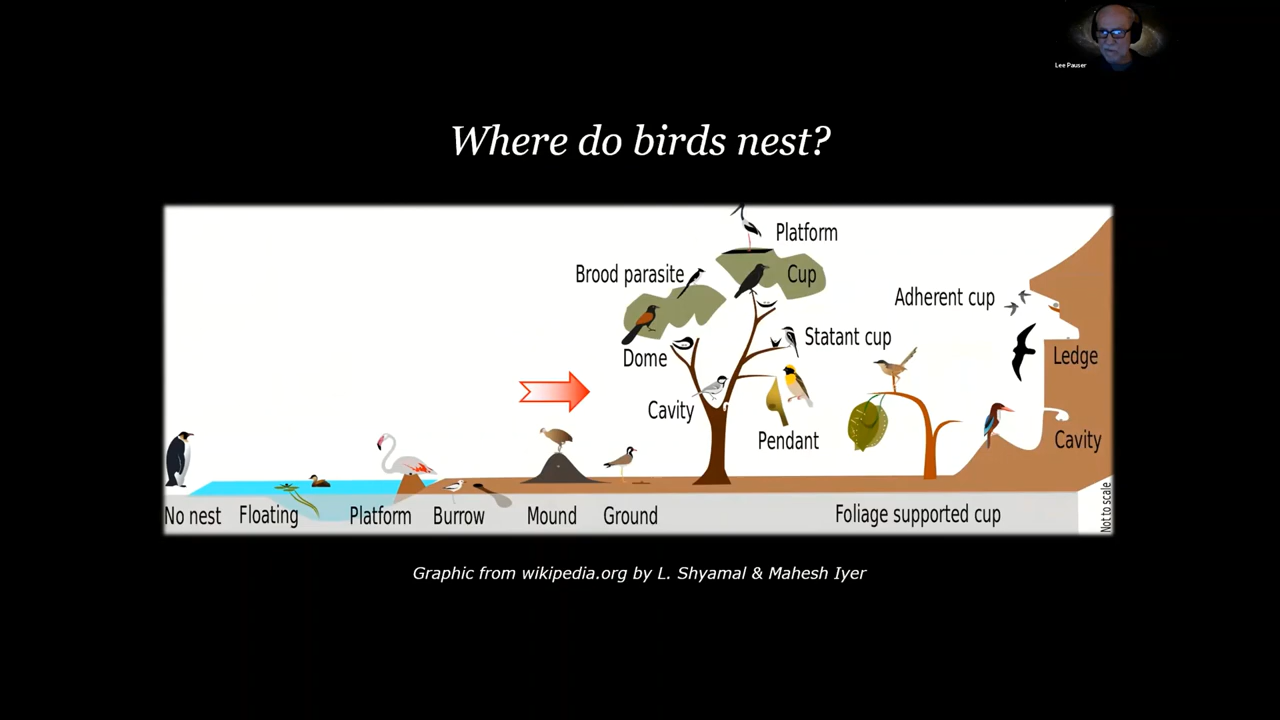 Lee Pauser
Where do birds nest?
Platform
Brood parasite
Cup
Adherent cup
Statant cup
Dome
Ledge
Cavity
Pendant
Cavity
No nest
Floating
Platform
Burrow
Mound
Ground
Foliage supported cup
Not to scale
Graphic from wikipedia.org by L. Shyamal & Mahesh Iyer